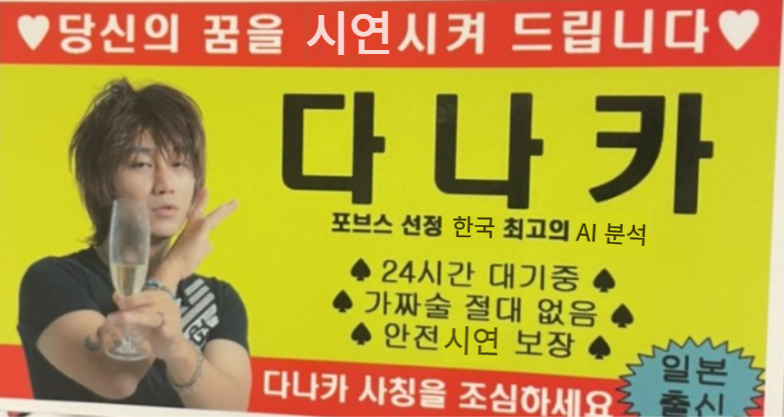 ♥당신의 꿈을 시연시켜 드립니다♥
다나카
포브스 선정 한국 최고의 AI 분석
♠ 24시간 대기중 ♠
♠ 가짜술 절대 없음 ♠
♠ 안전시연 보장 ♠
다나카 사칭을 조심하세요
일본
출신